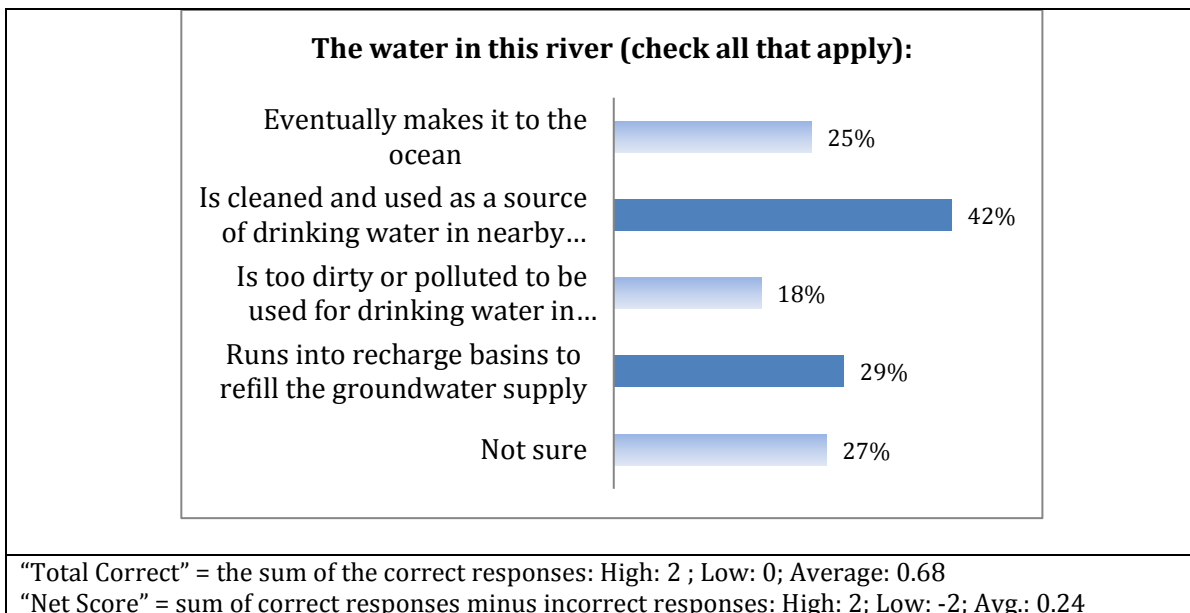 The water in this river (check all that apply):
Eventually makes it to the
ocean
25%
Is cleaned and used as a source
of drinking water in nearby…
42%
Is too dirty or polluted to be
used for drinking water in…
18%
Runs into recharge basins to
refill the groundwater supply
29%
Not sure
27%
“Total Correct” = the sum of the correct responses: High: 2 ; Low: 0; Average: 0.68
“Net Score” = sum of correct responses minus incorrect responses: High: 2; Low: -2; Avg.: 0.24